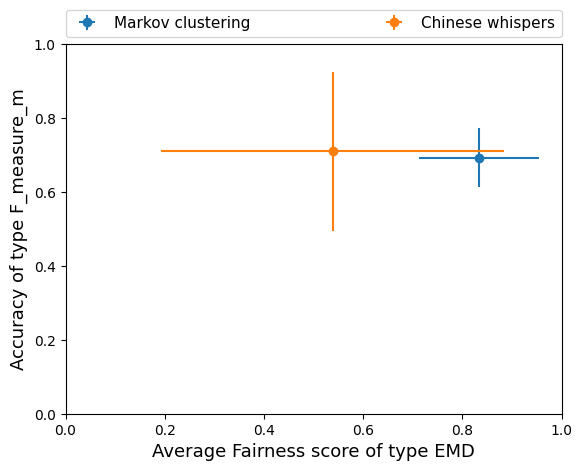 Markov clustering Chinese whispers
1.0
0.8
0.6
0.4
0.2
0.0
Accuracy of type F_measure_m
0.0 0.2 0.4 0.6 0.8 1.0
Average Fairness score of type EMD